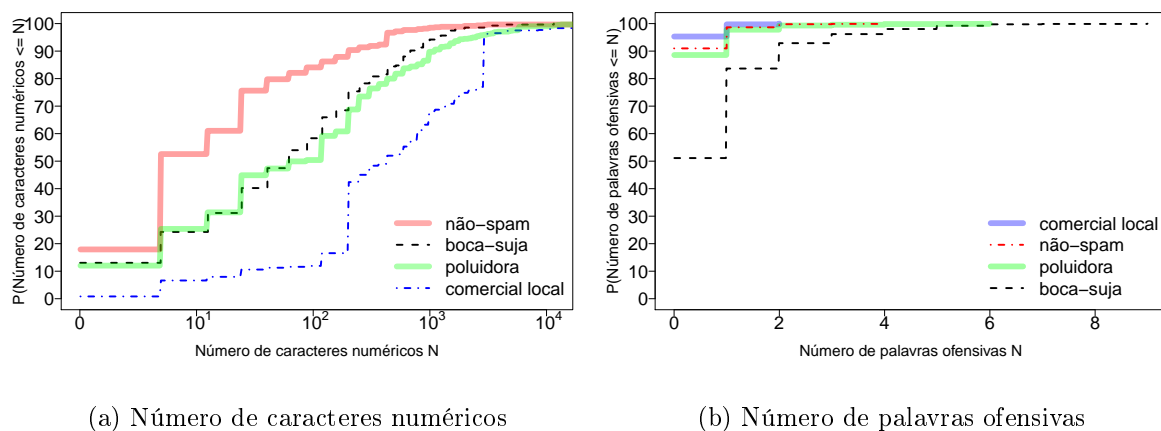 P(Número de caracteres numéricos <= N)
100
90
80
70
60
50
40
30
20
10
0
não−spam
boca−suja
poluidora
comercial local
0 10¹ 10² 10³ 10⁴
Número de caracteres numéricos N
(a) Número de caracteres numéricos
P(Número de palavras ofensivas <= N)
100
90
80
70
60
50
40
30
20
10
0
comercial local
não−spam
poluidora
boca−suja
0 2 4 6 8
Número de palavras ofensivas N
(b) Número de palavras ofensivas